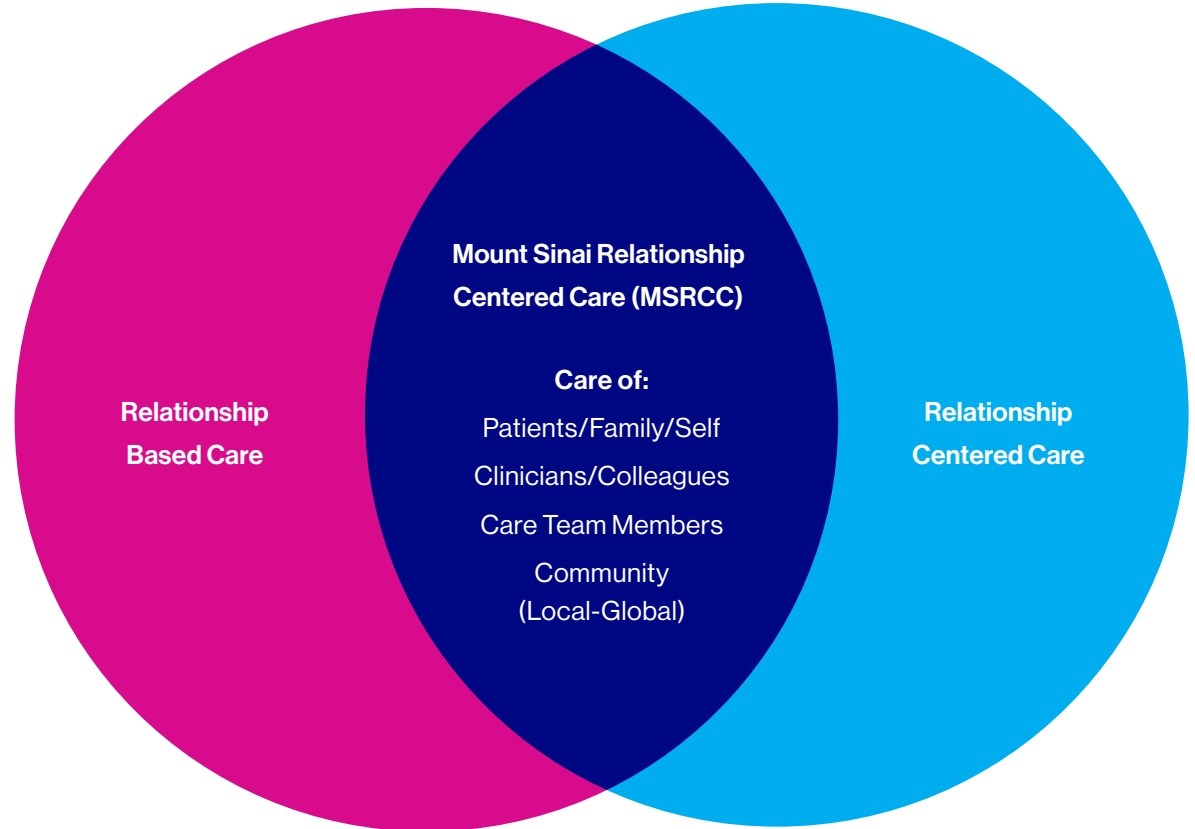 Mount Sinai Relationship
Centered Care (MSRCC)
Care of:
Patients/Family/Self
Clinicians/Colleagues
Care Team Members
Community
(Local-Global)
Relationship
Based Care
Relationship
Centered Care